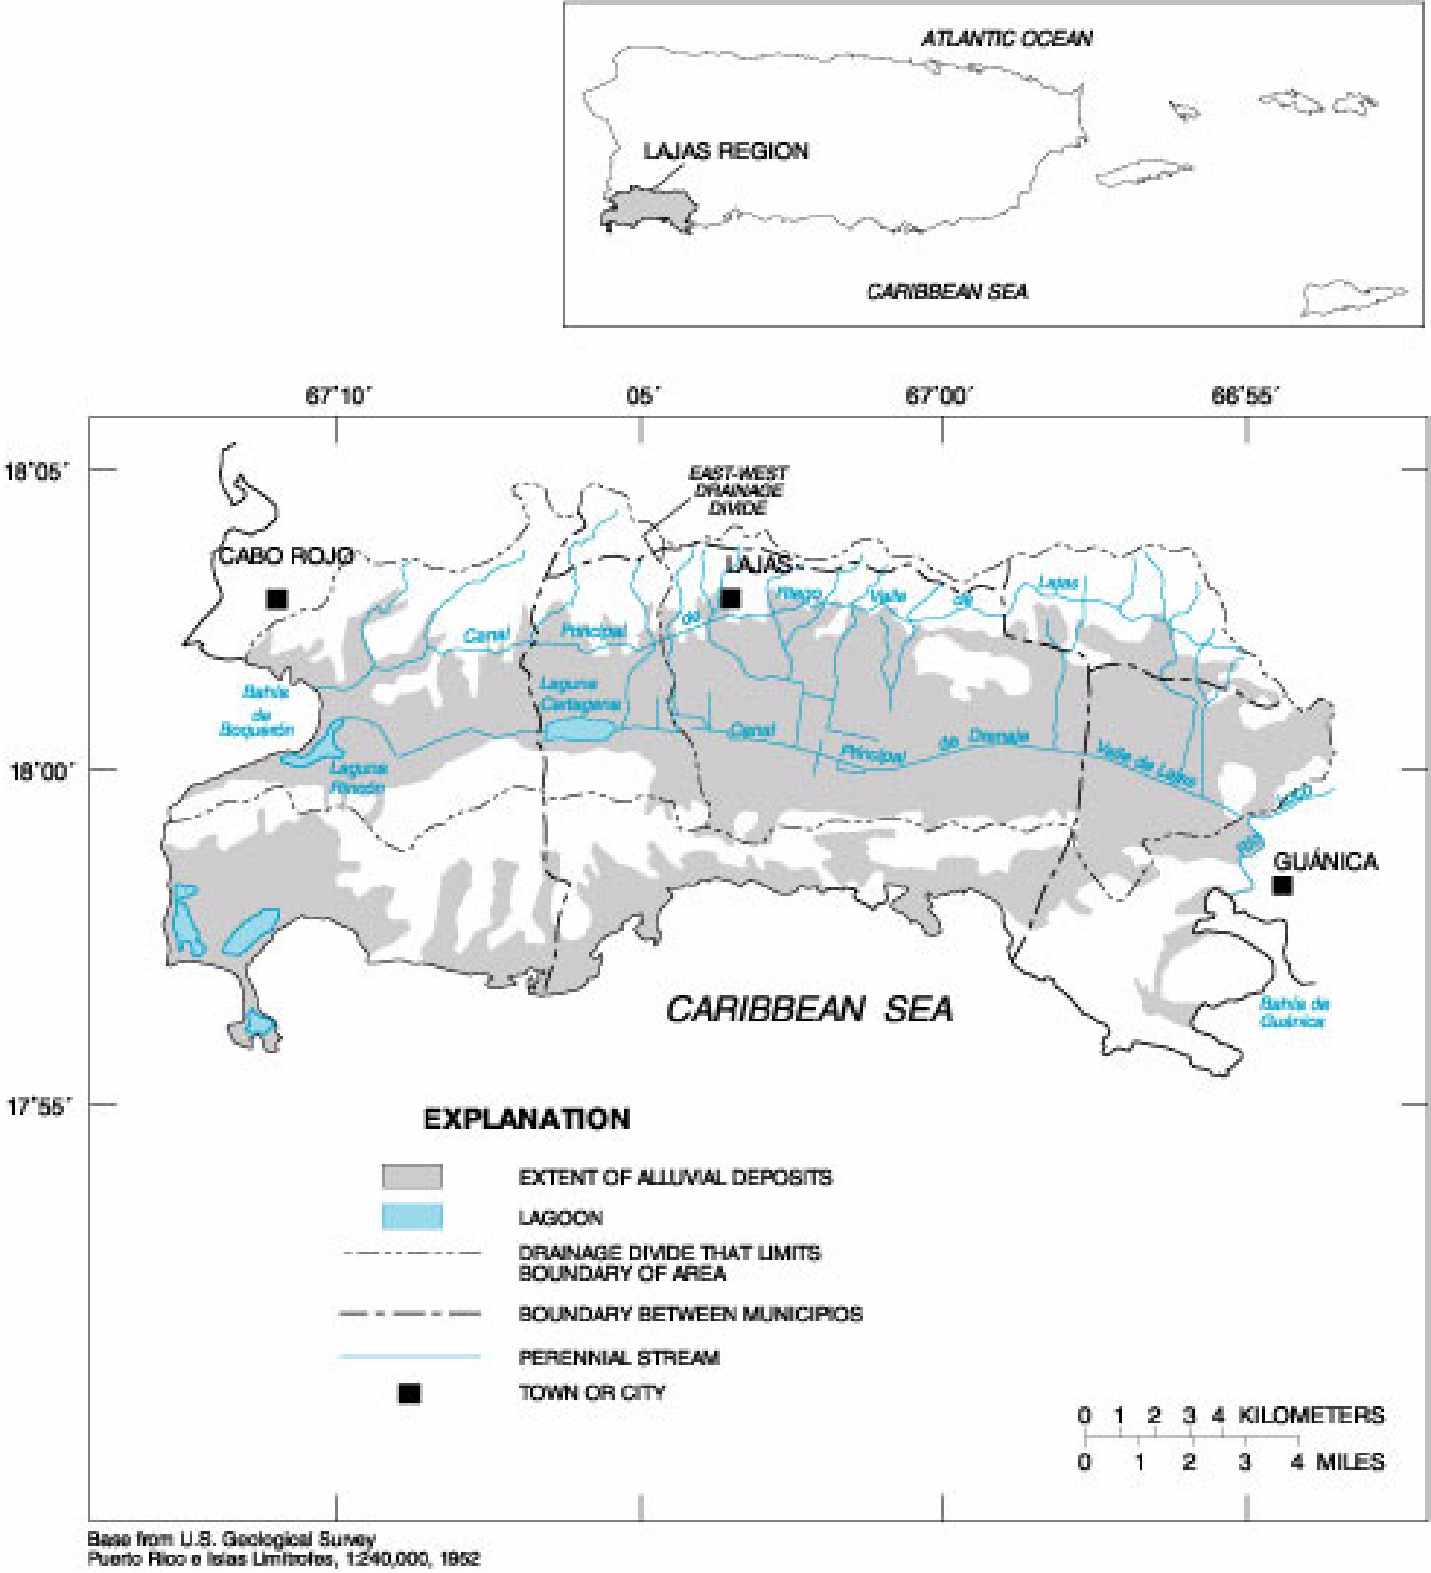 ATLANTIC OCEAN
LAJAS REGION
CARIBBEAN SEA
67°10´ 05´ 67°00´ 66°55´
18°05´
EAST-WEST
DRAINAGE
DIVIDE
CABO ROJO
LAJAS
Canal Principal de Riego Valle de Lajas
Bahía
de
Boquerón
Laguna
Cartagena
Canal Principal de Drenaje Valle de Lajas
18°00´
Laguna
Rincón
Río Loco
GUÁNICA
CARIBBEAN SEA
Bahía de
Guánica
17°55´
EXPLANATION
EXTENT OF ALLUVIAL DEPOSITS
LAGOON
DRAINAGE DIVIDE THAT LIMITS
BOUNDARY OF AREA
BOUNDARY BETWEEN MUNICIPIOS
PERENNIAL STREAM
TOWN OR CITY
0 1 2 3 4 KILOMETERS
0 1 2 3 4 MILES
Base from U.S. Geological Survey
Puerto Rico e Islas Limítrofes, 1:240,000, 1952